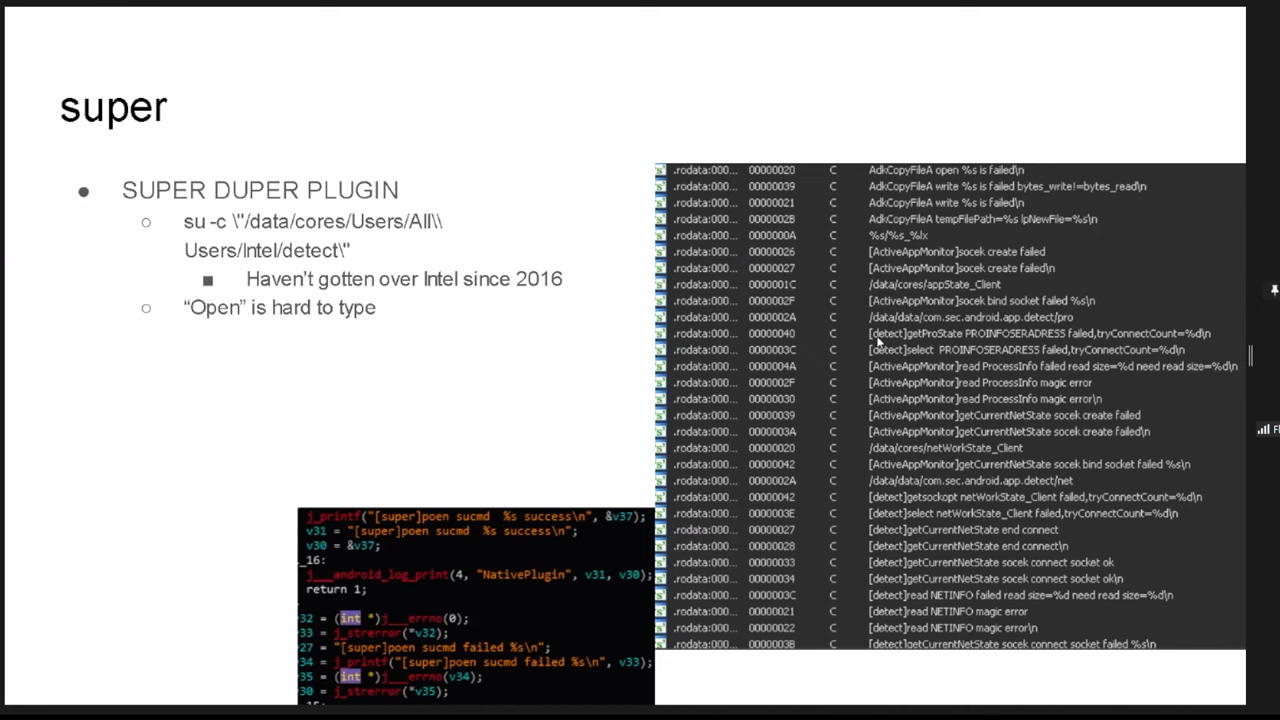 super
● SUPER DUPER PLUGIN
○ su -c \"/data/cores/Users/All\\
Users/Intel/detect\"
■ Haven't gotten over Intel since 2016
○ “Open” is hard to type
.rodata:000... 00000020 C AdkCopyFileA open %s is failed\n
.rodata:000... 00000039 C AdkCopyFileA write %s is failed bytes_write!=bytes_read\n
.rodata:000... 00000021 C AdkCopyFileA write %s is failed\n
.rodata:000... 0000002B C AdkCopyFileA tempFilePath=%s lpNewFile=%s\n
.rodata:000... 0000000A C %s/%s_%lx
.rodata:000... 00000026 C [ActiveAppMonitor]socek create failed
.rodata:000... 00000027 C [ActiveAppMonitor]socek create failed\n
.rodata:000... 0000001C C /data/cores/appState_Client
.rodata:000... 0000002F C [ActiveAppMonitor]socek bind socket failed %s\n
.rodata:000... 0000002A C /data/data/com.sec.android.app.detect/pro
.rodata:000... 00000040 C [detect]getProState PROINFOSERADRESS failed,tryConnectCount=%d\n
.rodata:000... 0000003C C [detect]select PROINFOSERADRESS failed,tryConnectCount=%d\n
.rodata:000... 0000004A C [ActiveAppMonitor]read ProcessInfo failed read size=%d need read size=%d\n
.rodata:000... 0000002F C [ActiveAppMonitor]read ProcessInfo magic error
.rodata:000... 00000030 C [ActiveAppMonitor]read ProcessInfo magic error\n
.rodata:000... 00000039 C [ActiveAppMonitor]getCurrentNetState socek create failed
.rodata:000... 0000003A C [ActiveAppMonitor]getCurrentNetState socek create failed\n
.rodata:000... 00000020 C /data/cores/netWorkState_Client
.rodata:000... 00000042 C [ActiveAppMonitor]getCurrentNetState socek bind socket failed %s\n
.rodata:000... 0000002A C /data/data/com.sec.android.app.detect/net
.rodata:000... 00000042 C [detect]getsockopt netWorkState_Client failed,tryConnectCount=%d\n
.rodata:000... 0000003E C [detect]select netWorkState_Client failed,tryConnectCount=%d\n
.rodata:000... 00000027 C [detect]getCurrentNetState end connect
.rodata:000... 00000028 C [detect]getCurrentNetState end connect\n
.rodata:000... 00000033 C [detect]getCurrentNetState socek connect socket ok
.rodata:000... 00000034 C [detect]getCurrentNetState socek connect socket ok\n
.rodata:000... 0000003C C [detect]read NETINFO failed read size=%d need read size=%d\n
.rodata:000... 00000021 C [detect]read NETINFO magic error
.rodata:000... 00000022 C [detect]read NETINFO magic error\n
.rodata:000... 0000003B C [detect]getCurrentNetState socek connect socket failed %s\n
j_printf("[super]poen sucmd  %s success\n", &v37);
v31 = "[super]poen sucmd  %s success\n";
v30 = &v37;
_16:
j___android_log_print(4, "NativePlugin", v31, v30);
return 1;
32 = (int *)j___errno(0);
33 = j_strerror(*v32);
27 = "[super]poen sucmd failed %s\n";
34 = j_printf("[super]poen sucmd failed %s\n", v33);
35 = (int *)j___errno(v34);
30 = j_strerror(*v35);